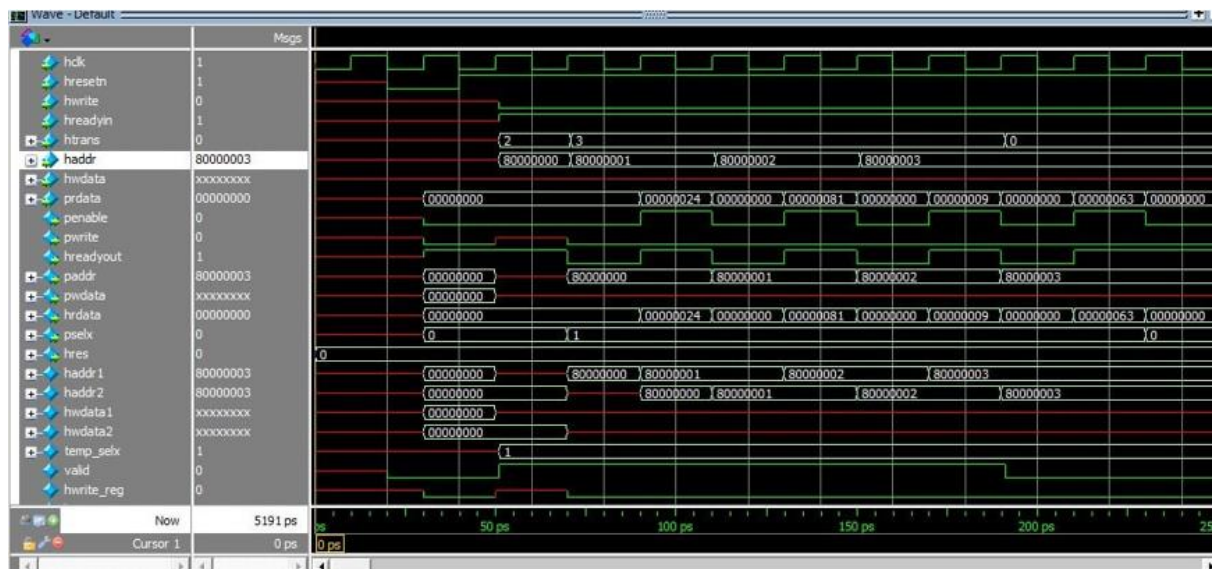 Wave - Default
Msgs
hclk 1
hresetn 1
hwrite 0
hreadyin 1
htrans 0 2 3 0
haddr 80000003 80000000 80000001 80000002 80000003
hwdata xxxxxxxx
prdata 00000000 00000000 00000024 00000000 00000081 00000000 00000009 00000000 00000063 00000000
penable 0
pwrite 0
hreadyout 1
paddr 80000003 00000000 80000000 80000001 80000002 80000003
pwdata xxxxxxxx 00000000
hrdata 00000000 00000000 00000024 00000000 00000081 00000000 00000009 00000000 00000063 00000000
pselx 0 0 1 0
hres 0 0
haddr1 80000003 00000000 80000000 80000001 80000002 80000003
haddr2 80000003 00000000 80000000 80000001 80000002 80000003
hwdata1 xxxxxxxx 00000000
hwdata2 xxxxxxxx 00000000
temp_selx 1 1
valid 0
hwrite_reg 0
Now 5191 ps ps 50 ps 100 ps 150 ps 200 ps 25
Cursor 1 0 ps 0 ps